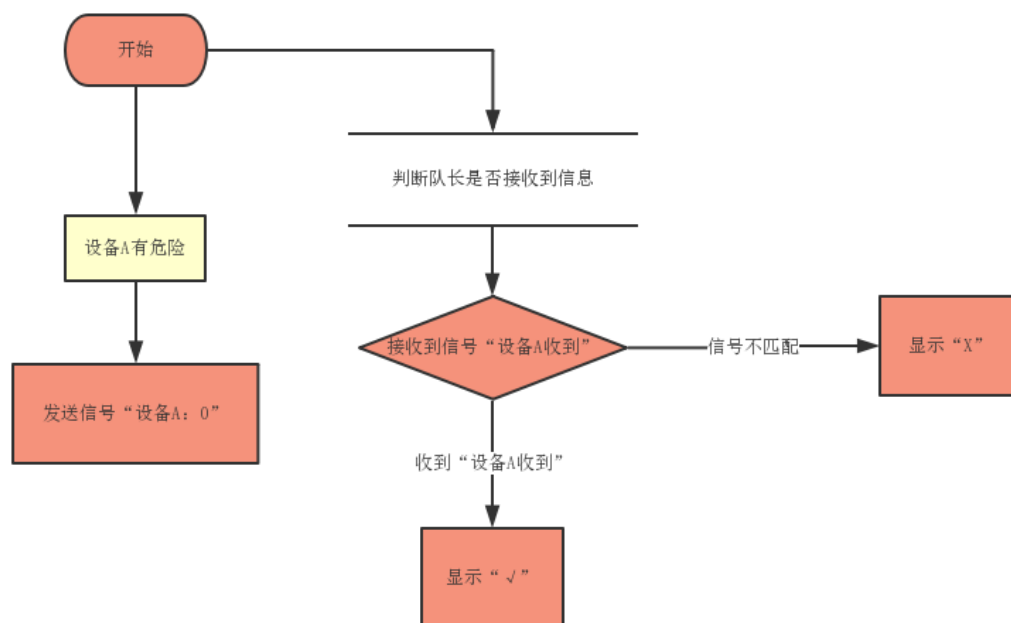 开始
判断队长是否接收到信息
设备A有危险
接收到信号“设备A收到”
信号不匹配
显示“X”
发送信号“设备A：0”
收到“设备A收到”
显示“√”